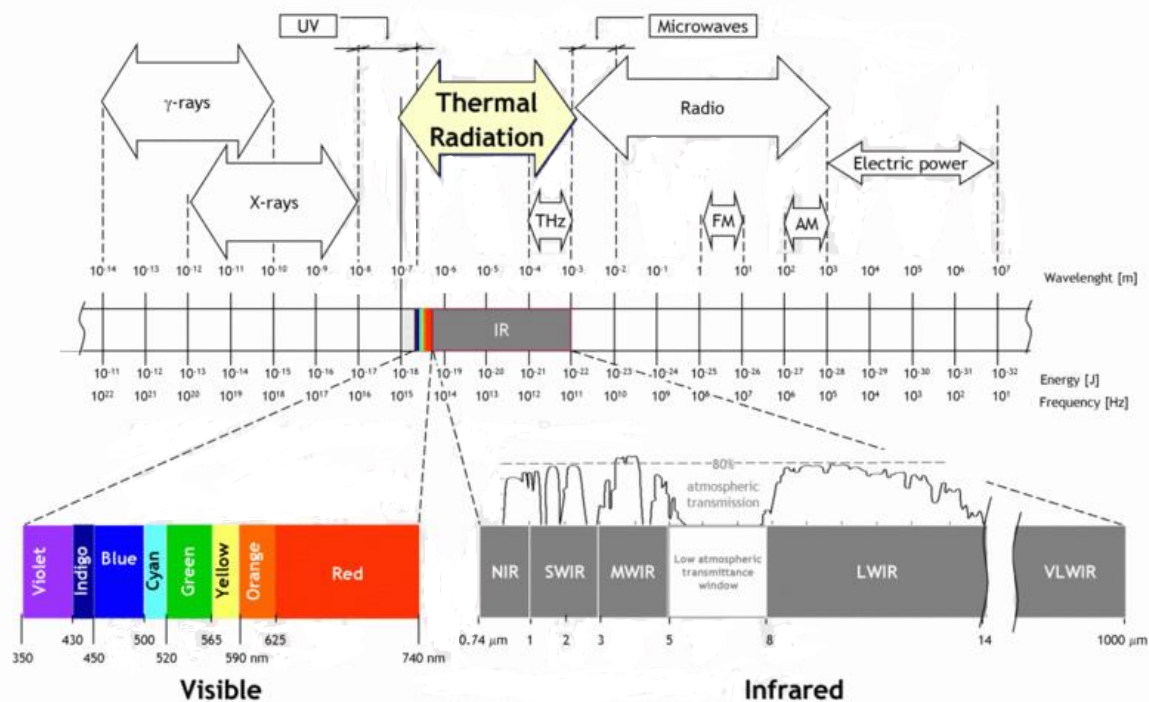 UV
Microwaves
γ-rays
Thermal
Radiation
Radio
X-rays
Electric power
THz
FM
AM
10-14 10-13 10-12 10-11 10-10 10-9 10-8 10-7 10-6 10-5 10-4 10-3 10-2 10-1 1 10¹ 10² 10³ 10⁴ 10⁵ 10⁶ 10⁷
Wavelenght [m]
IR
10-11 10-12 10-13 10-14 10-15 10-16 10-17 10-18 10-19 10-20 10-21 10-22 10-23 10-24 10-25 10-26 10-27 10-28 10-29 10-30 10-31 10-32
Energy [J]
10²² 10²¹ 10²⁰ 10¹⁹ 10¹⁸ 10¹⁷ 10¹⁶ 10¹⁵ 10¹⁴ 10¹³ 10¹² 10¹¹ 10¹⁰ 10⁹ 10⁸ 10⁷ 10⁶ 10⁵ 10⁴ 10³ 10² 10¹
Frequency [Hz]
80%
atmospheric
transmission
Violet
Indigo
Blue
Cyan
Green
Yellow
Orange
Red
NIR
SWIR
MWIR
Low atmospheric
transmittance
window
LWIR
VLWIR
430 500 565 625
350 450 520 590 nm 740 nm
0.74 μm 1 2 3 5 8 14 1000 μm
Visible
Infrared